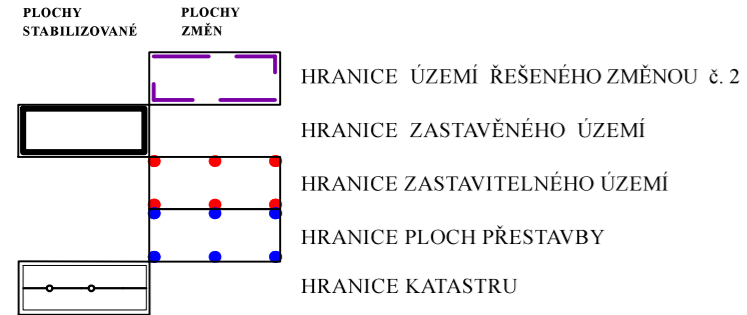 PLOCHY STABILIZOVANÉ
PLOCHY ZMĚN
HRANICE ÚZEMÍ ŘEŠENÉHO ZMĚNOU č. 2
HRANICE ZASTAVĚNÉHO ÚZEMÍ
HRANICE ZASTAVITELNÉHO ÚZEMÍ
HRANICE PLOCH PŘESTAVBY
HRANICE KATASTRU